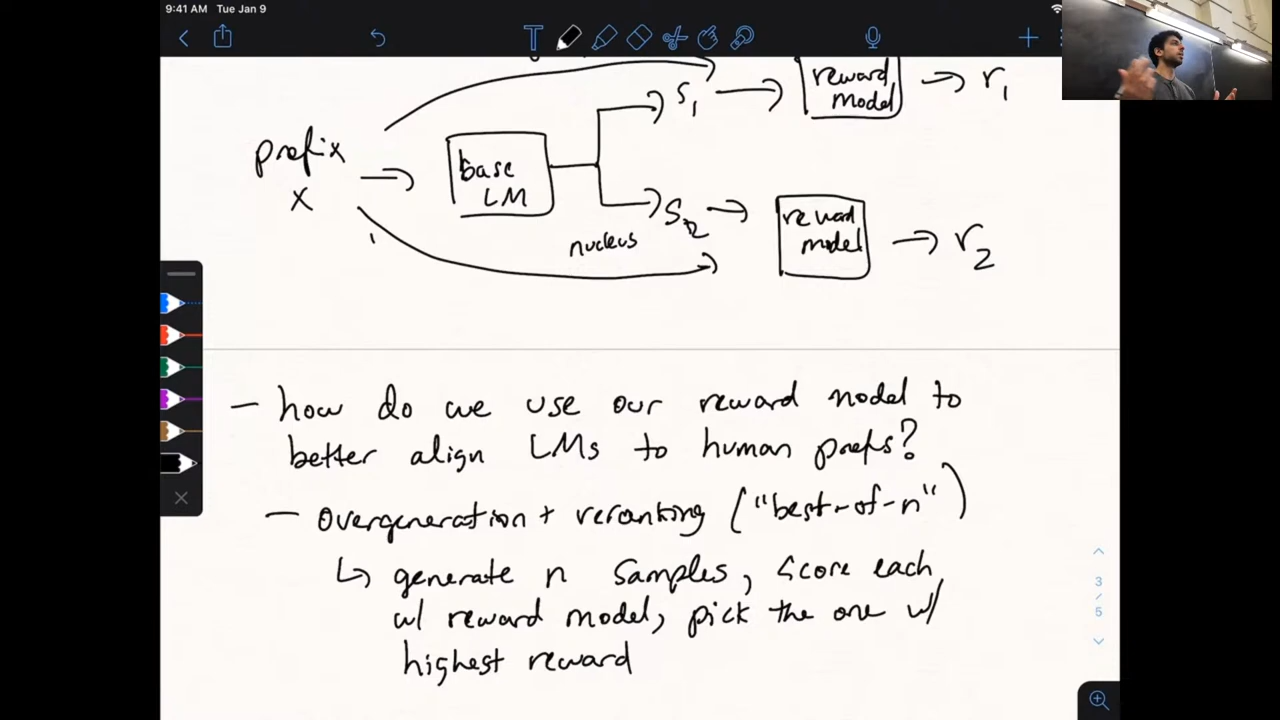 9:41 AM Tue Jan 9
reward
model
r1
S1
prefix
x
base
LM
S2
nucleus
reward
model
r2
- how do we use our reward model to
better align LMs to human prefs?
- overgeneration + reranking ("best-of-n")
↳ generate n samples, score each
w/ reward model, pick the one w/
highest reward
3
/
5